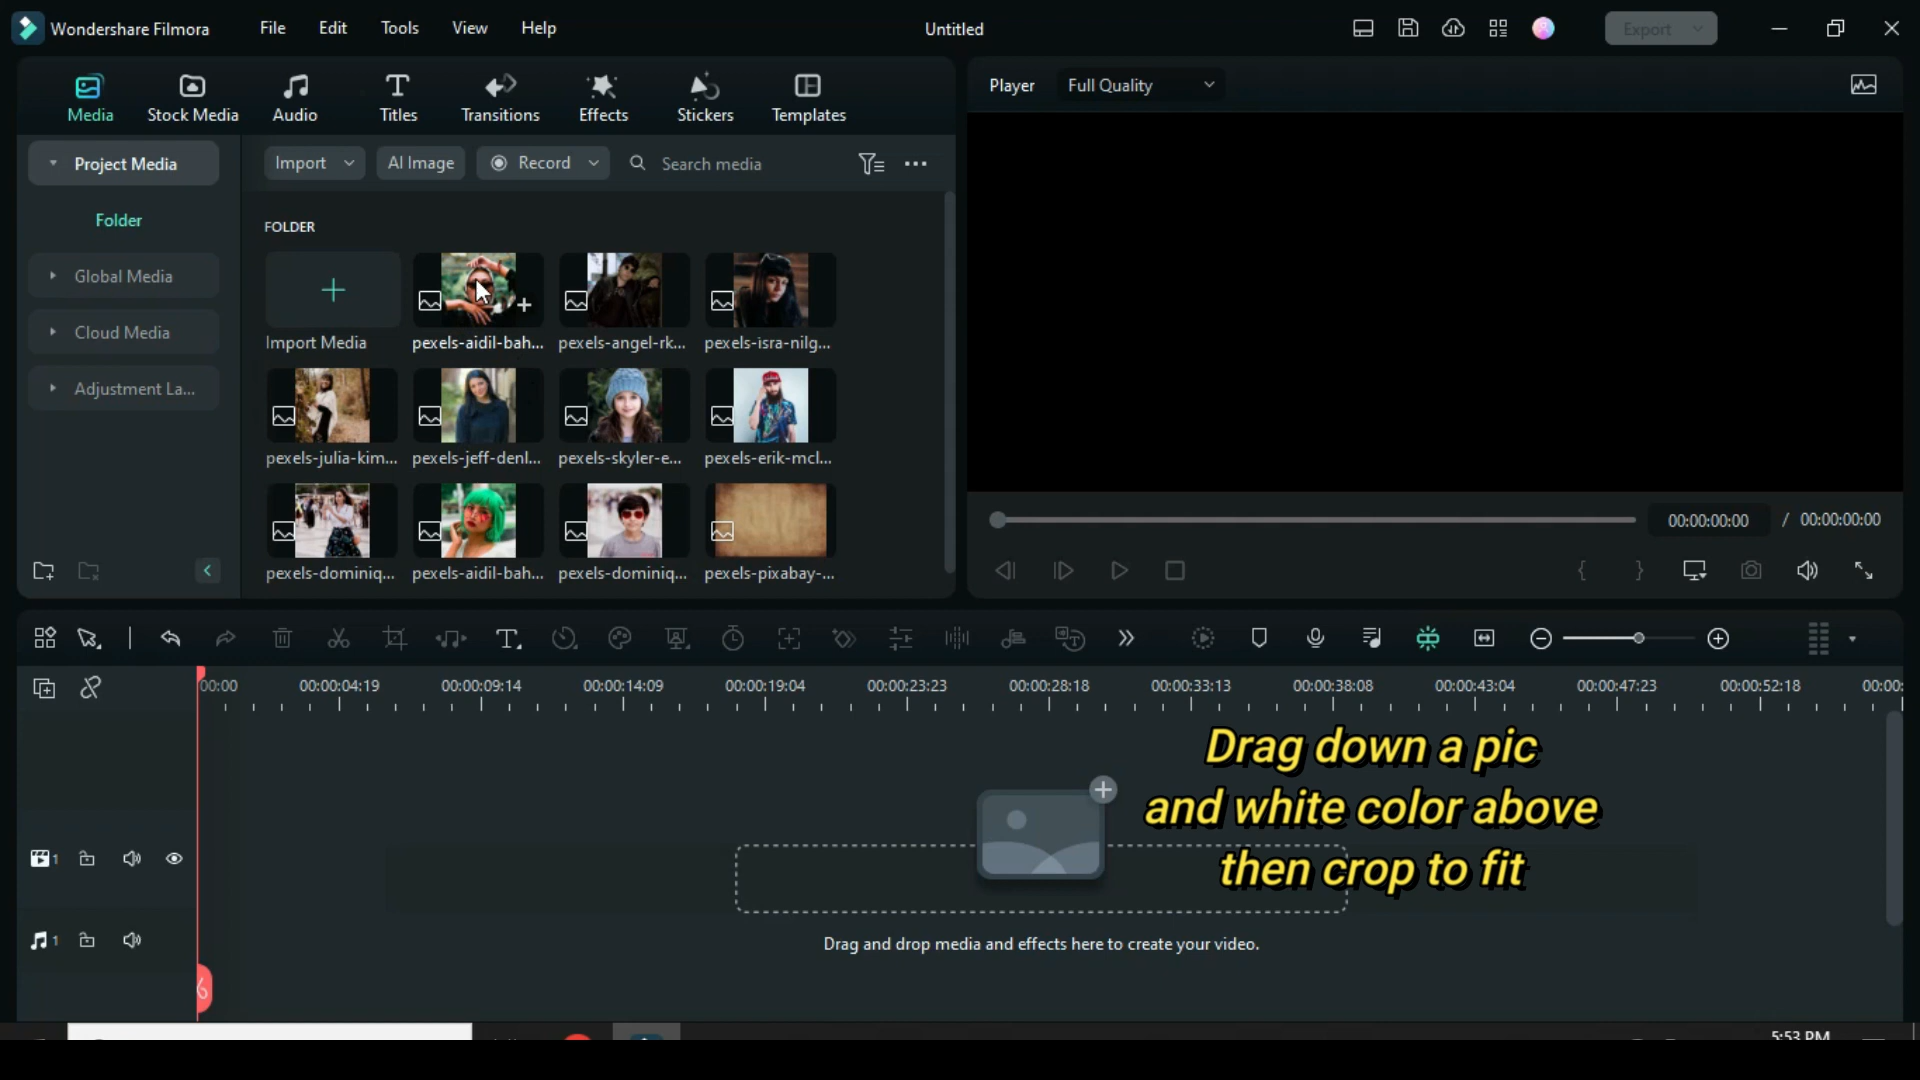 Wondershare Filmora File Edit Tools View Help Untitled Export
Media Stock Media Audio Titles Transitions Effects Stickers Templates
Player Full Quality
Project Media
Import AI Image Record Search media
Folder
Global Media
Cloud Media
Adjustment La...
FOLDER
Import Media pexels-aidil-bah... pexels-angel-rk... pexels-isra-nilg...
pexels-julia-kim... pexels-jeff-denl... pexels-skyler-e... pexels-erik-mcl...
pexels-dominiq... pexels-aidil-bah... pexels-dominiq... pexels-pixabay-...
00:00:00:00 / 00:00:00:00
00:00 00:00:04:19 00:00:09:14 00:00:14:09 00:00:19:04 00:00:23:23 00:00:28:18 00:00:33:13 00:00:38:08 00:00:43:04 00:00:47:23 00:00:52:18 00:00:
Drag down a pic
and white color above
then crop to fit
1
1
Drag and drop media and effects here to create your video.
5:53 PM